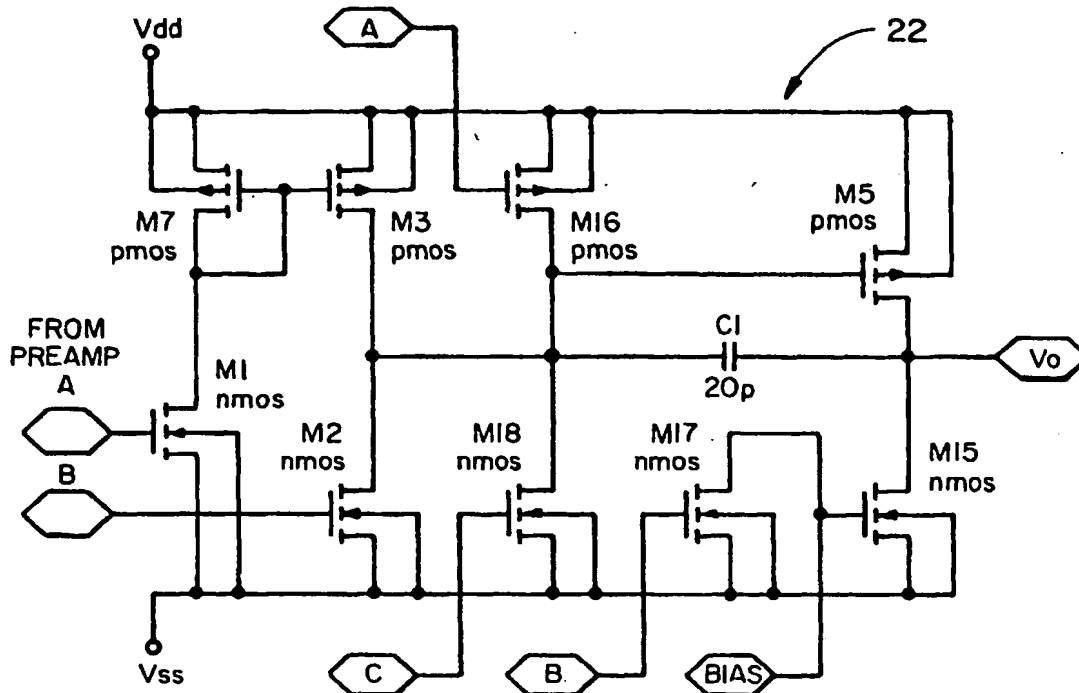 Vdd
A
22
M7
pmos
M3
pmos
M16
pmos
M5
pmos
FROM
PREAMP
A
M1
nmos
C1
20p
Vo
B
M2
nmos
M18
nmos
M17
nmos
M15
nmos
Vss
C
B
BIAS